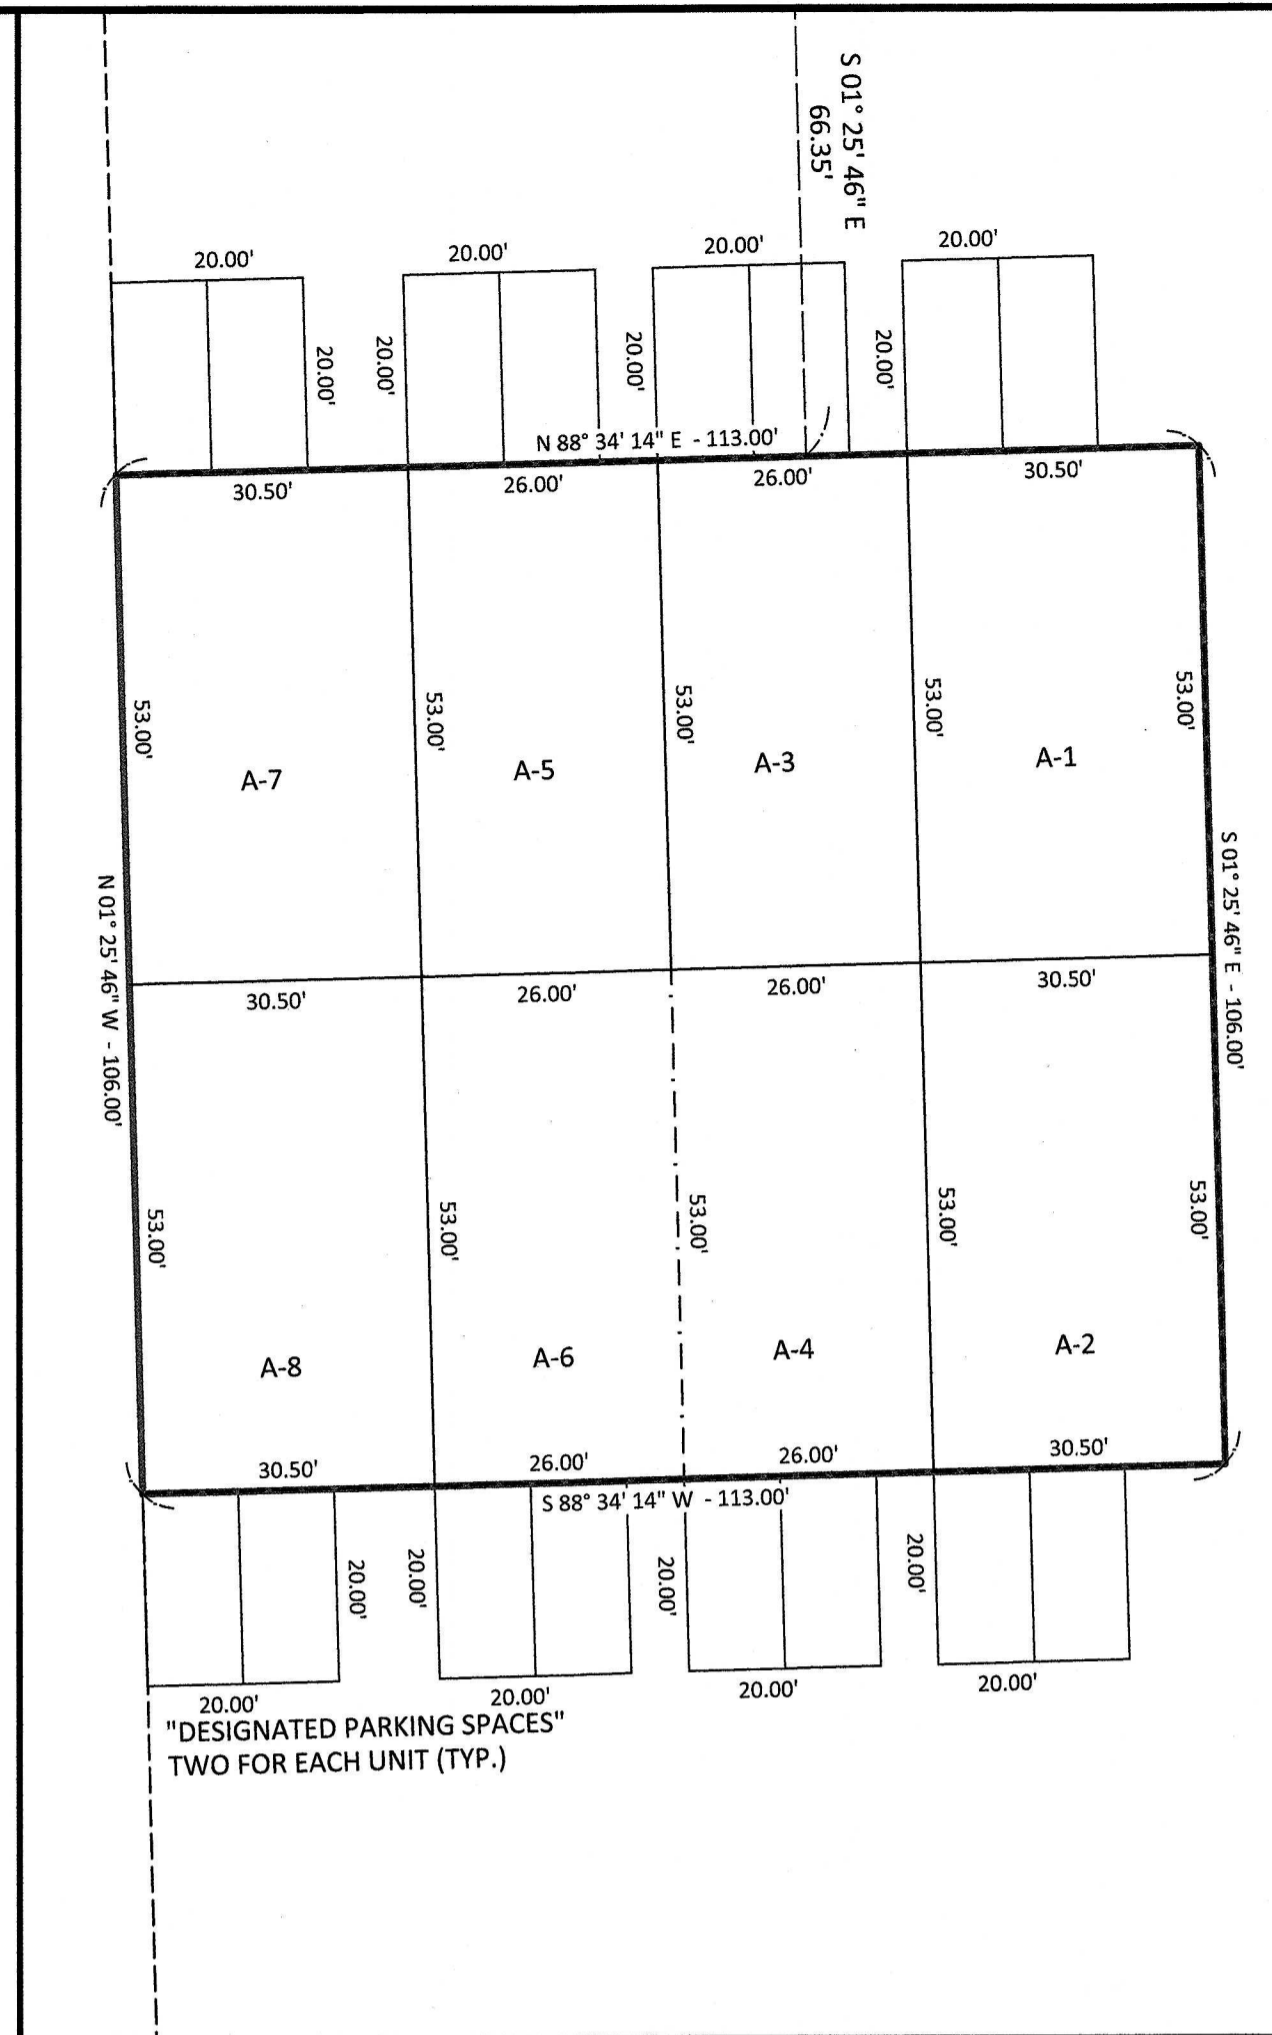 S 01° 25' 46" E
66.35'
20.00'
20.00'
20.00'
20.00'
20.00'
20.00'
20.00'
20.00'
N 88° 34' 14" E - 113.00'
30.50'
26.00'
26.00'
30.50'
53.00'
53.00'
53.00'
53.00'
53.00'
A-7
A-5
A-3
A-1
N 01° 25' 46" W - 106.00'
S 01° 25' 46" E - 106.00'
30.50'
26.00'
26.00'
30.50'
53.00'
53.00'
53.00'
53.00'
53.00'
A-8
A-6
A-4
A-2
30.50'
26.00'
26.00'
30.50'
S 88° 34' 14" W - 113.00'
20.00'
20.00'
20.00'
20.00'
20.00'
20.00'
20.00'
20.00'
"DESIGNATED PARKING SPACES"
TWO FOR EACH UNIT (TYP.)